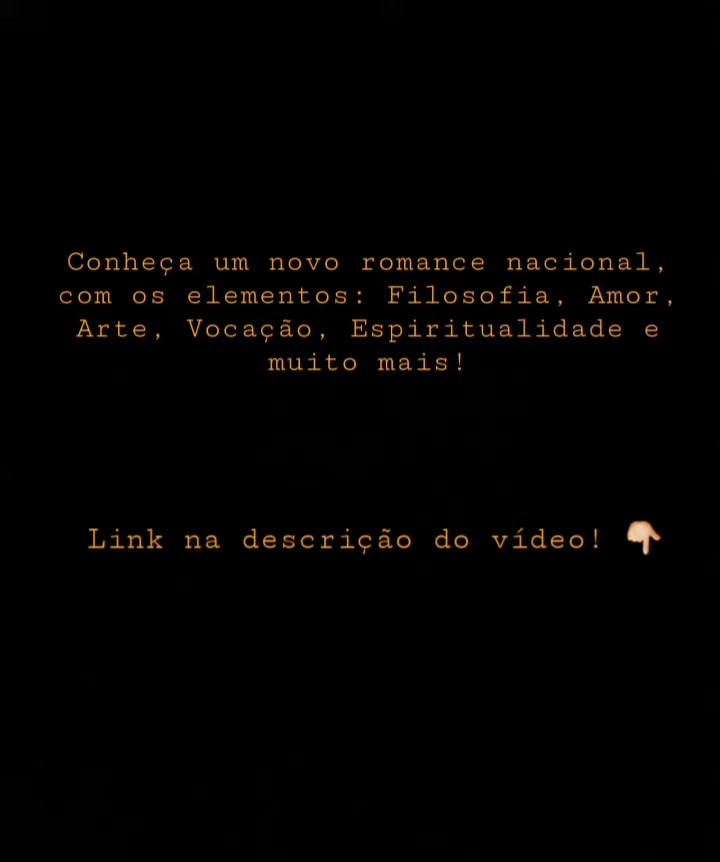 Conheça um novo romance nacional,
com os elementos: Filosofia, Amor,
Arte, Vocação, Espiritualidade e
muito mais!
Link na descrição do vídeo! 👇🏻